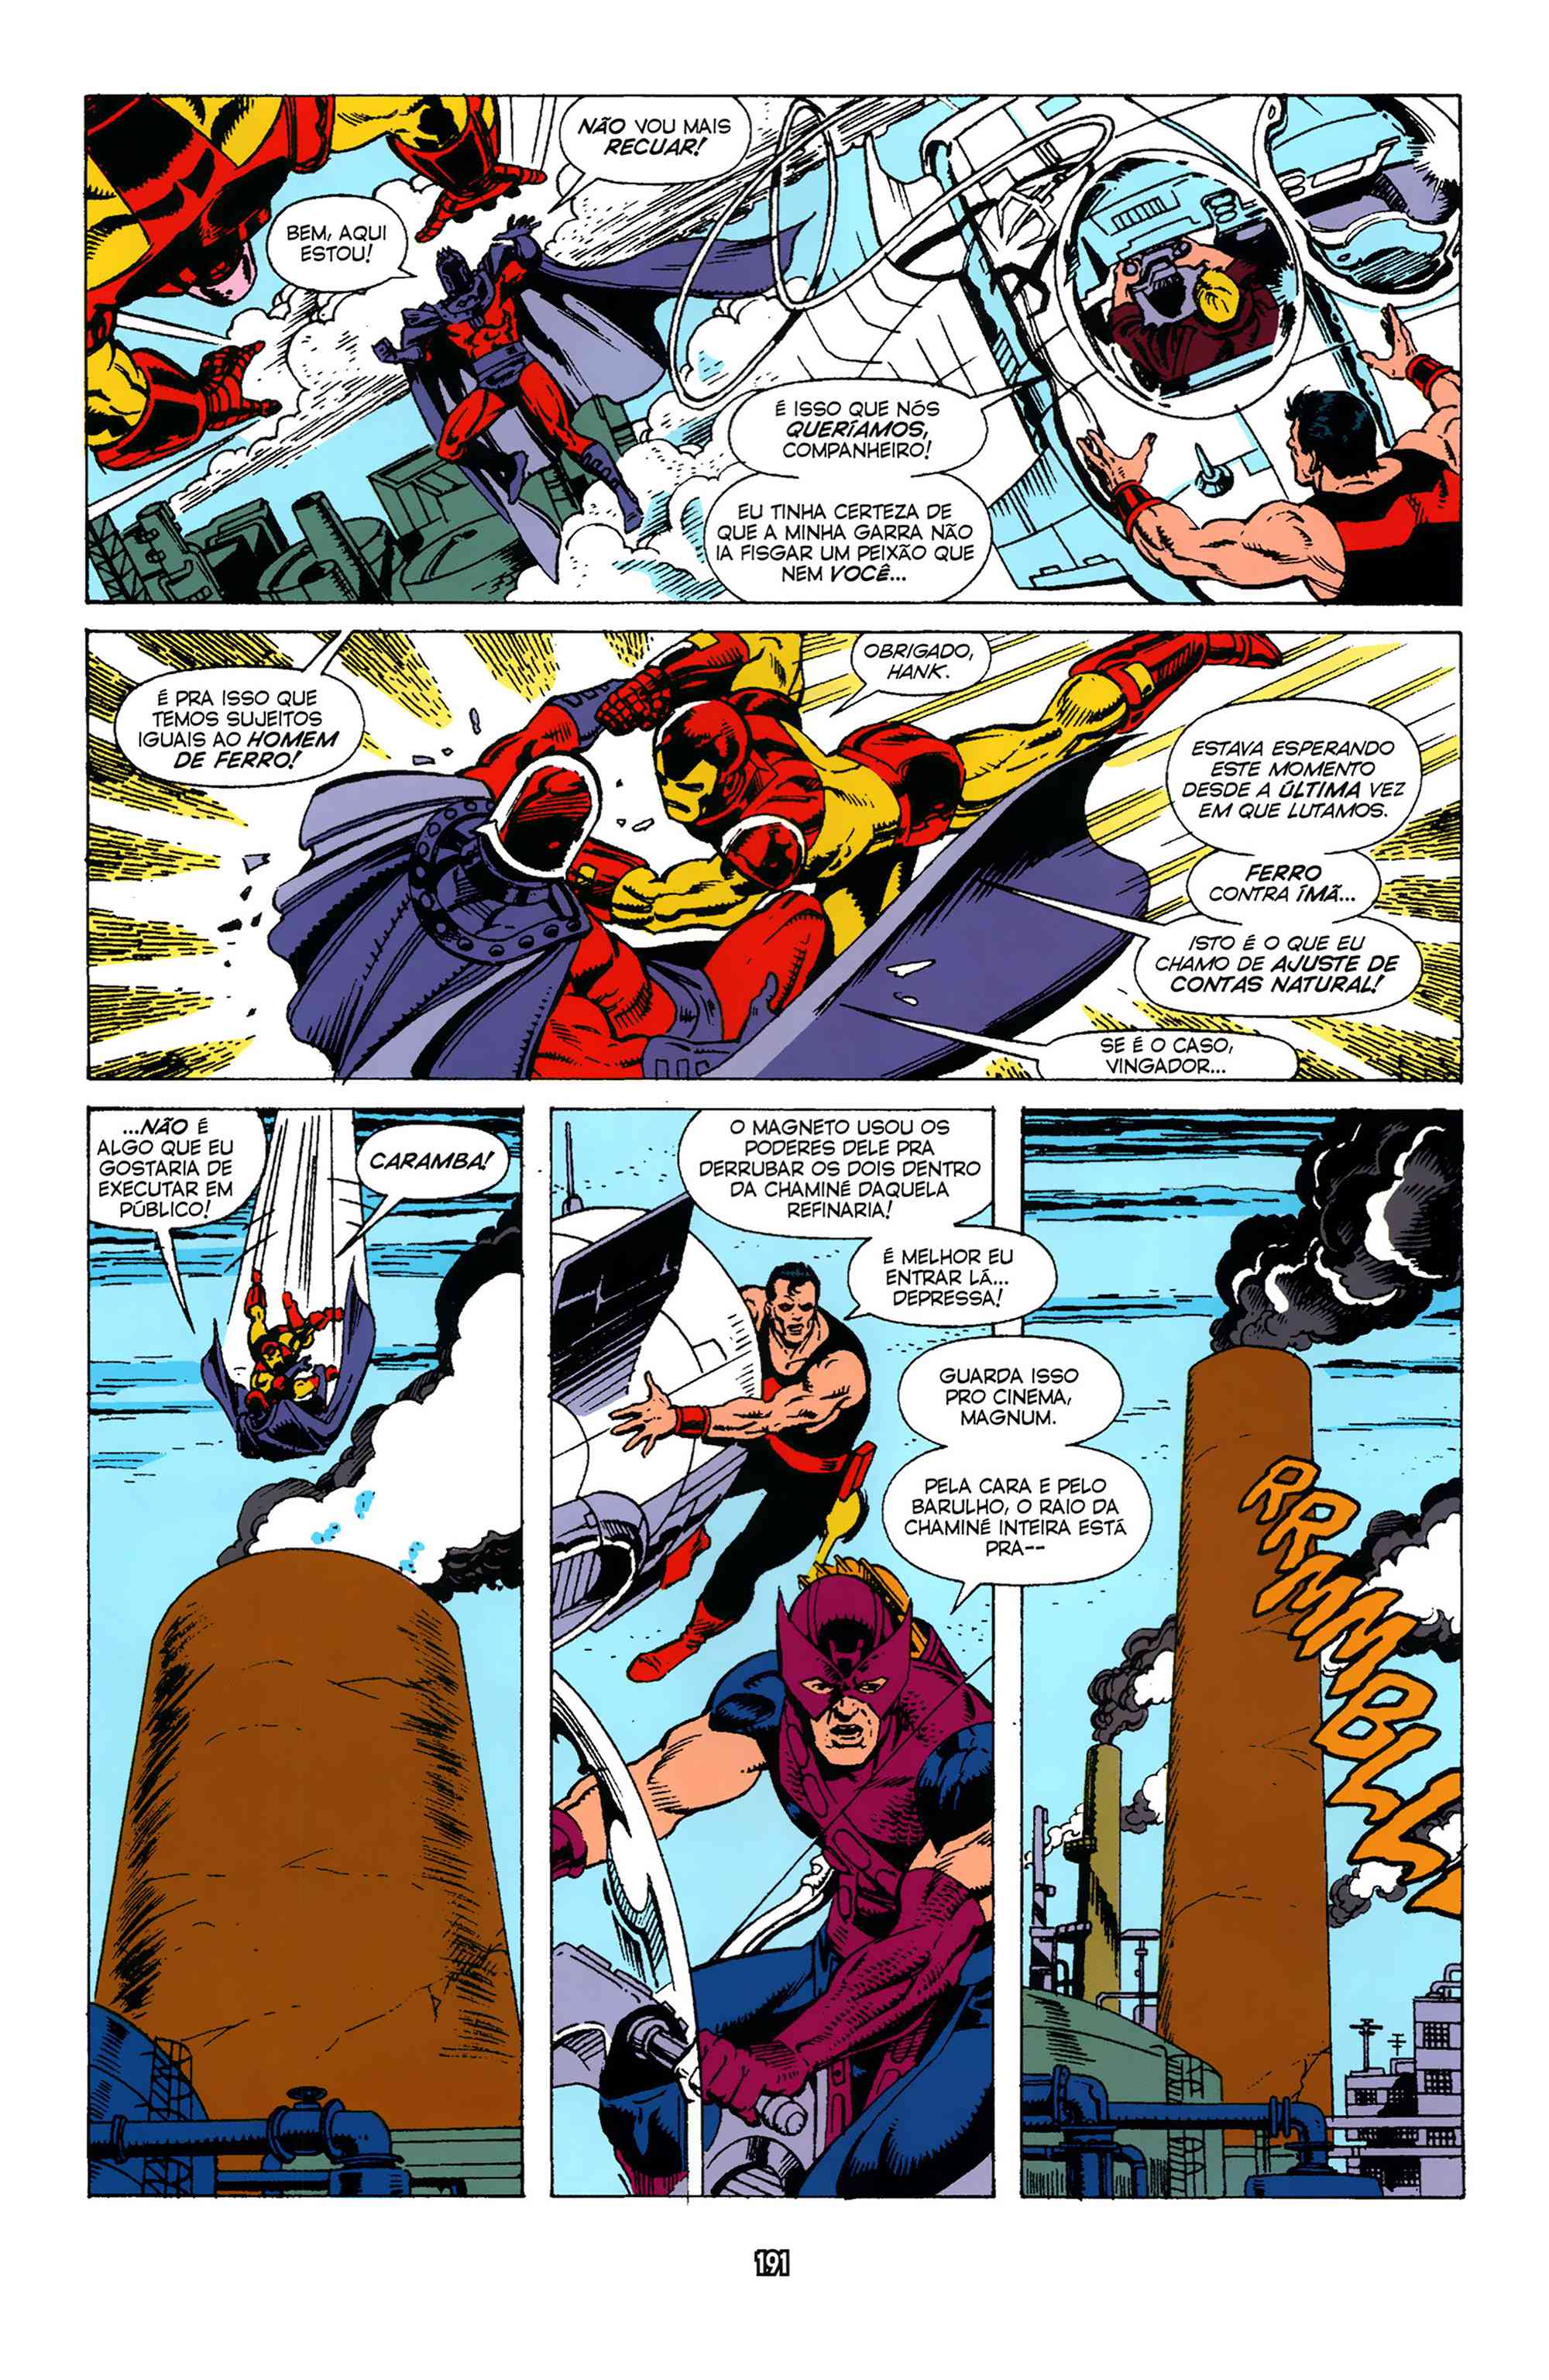 NÃO VOU MAIS
RECUAR!
BEM, AQUI
ESTOU!
É ISSO QUE NÓS
QUERÍAMOS,
COMPANHEIRO!
EU TINHA CERTEZA DE
QUE A MINHA GARRA NÃO
IA FISGAR UM PEIXÃO QUE
NEM VOCÊ...
É PRA ISSO QUE
TEMOS SUJEITOS
IGUAIS AO HOMEM
DE FERRO!
OBRIGADO,
HANK.
ESTAVA ESPERANDO
ESTE MOMENTO
DESDE A ÚLTIMA VEZ
EM QUE LUTAMOS.
FERRO
CONTRA ÍMÃ...
ISTO É O QUE EU
CHAMO DE AJUSTE DE
CONTAS NATURAL!
SE É O CASO,
VINGADOR...
...NÃO É
ALGO QUE EU
GOSTARIA DE
EXECUTAR EM
PÚBLICO!
CARAMBA!
O MAGNETO USOU OS
PODERES DELE PRA
DERRUBAR OS DOIS DENTRO
DA CHAMINÉ DAQUELA
REFINARIA!
É MELHOR EU
ENTRAR LÁ...
DEPRESSA!
GUARDA ISSO
PRO CINEMA,
MAGNUM.
PELA CARA E PELO
BARULHO, O RAIO DA
CHAMINÉ INTEIRA ESTÁ
PRA--
RRMMBLL
191